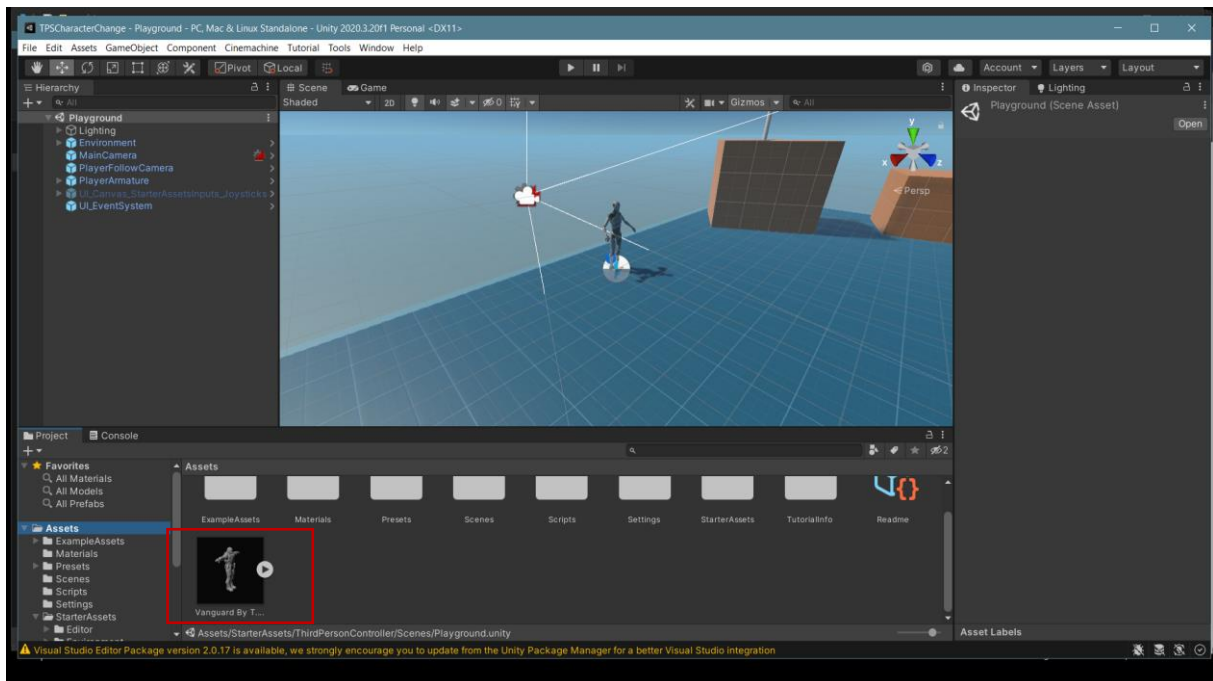 TPSCharacterChange - Playground - PC, Mac & Linux Standalone - Unity 2020.3.20f1 Personal <DX11>
File Edit Assets GameObject Component Cinemachine Tutorial Tools Window Help
Pivot Local Account Layers Layout
Hierarchy Scene Game Inspector Lighting
All Shaded 2D 0 Gizmos All Playground (Scene Asset)
Open
Playground
Lighting
Environment
MainCamera
PlayerFollowCamera
PlayerArmature
UI_Canvas_StarterAssetsInputs_Joysticks
UI_EventSystem
y
x z
Persp
Project Console
2
Favorites
All Materials
All Models
All Prefabs
Assets
ExampleAssets
Materials
Presets
Scenes
Scripts
Settings
StarterAssets
Editor
Assets
ExampleAssets Materials Presets Scenes Scripts Settings StarterAssets TutorialInfo Readme
Vanguard By T...
Assets/StarterAssets/ThirdPersonController/Scenes/Playground.unity
Asset Labels
Visual Studio Editor Package version 2.0.17 is available, we strongly encourage you to update from the Unity Package Manager for a better Visual Studio integration